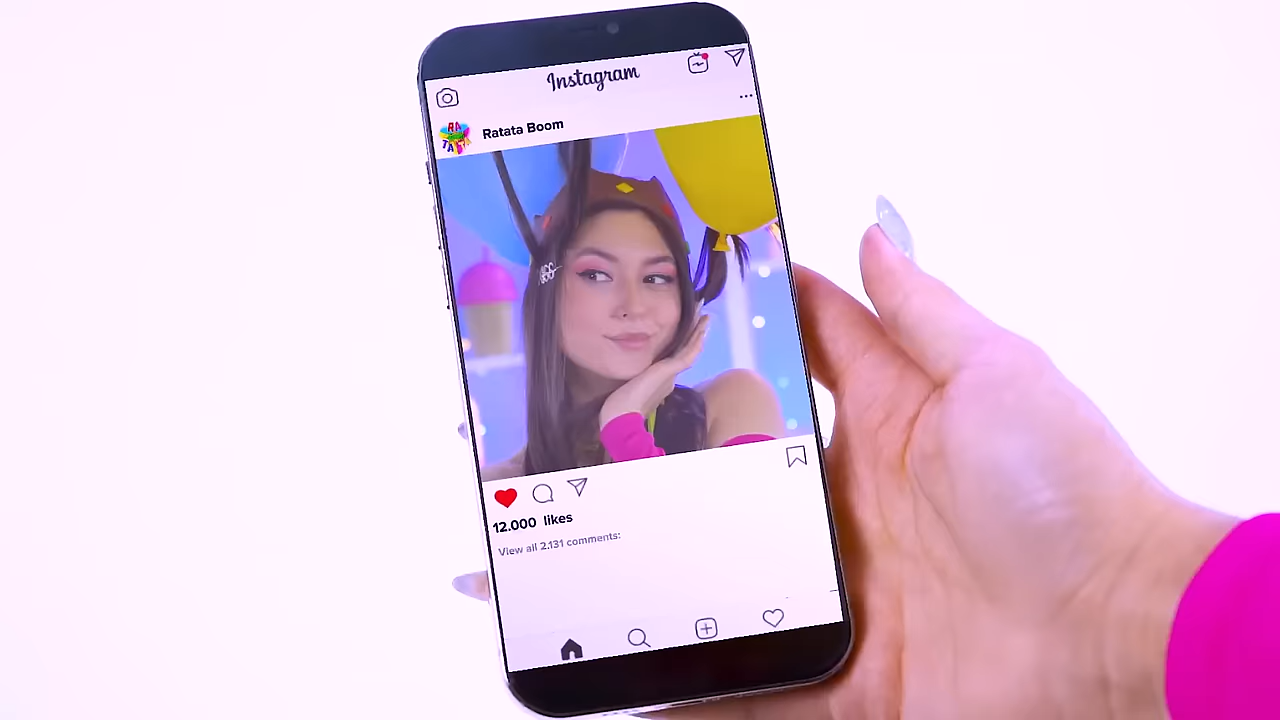 Instagram
Ratata Boom
12.000 likes
View all 2.131 comments: